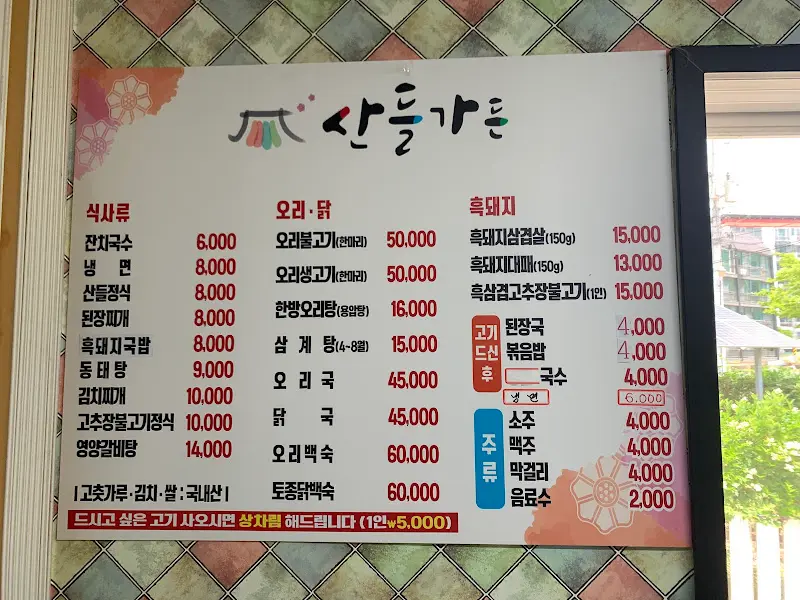 산들가든
식사류
잔치국수 6,000
냉 면 8,000
산들정식 8,000
된장찌개 8,000
흑돼지국밥 8,000
동태탕 9,000
김치찌개 10,000
고추장불고기정식 10,000
영양갈비탕 14,000
| 고춧가루 · 김치 · 쌀 : 국내산 |
오리 · 닭
오리불고기(한마리) 50,000
오리생고기(한마리) 50,000
한방오리탕(용압탕) 16,000
삼 계 탕(4~8월) 15,000
오 리 국 45,000
닭 국 45,000
오리백숙 60,000
토종닭백숙 60,000
흑돼지
흑돼지삼겹살(150g) 15,000
흑돼지대패(150g) 13,000
흑삼겹고추장불고기(1인) 15,000
고기드신후
된장국 4,000
볶음밥 4,000
국수 4,000
냉면 6.000
주류
소주 4,000
맥주 4,000
막걸리 4,000
음료수 2,000
드시고 싶은 고기 사오시면 상차림 해드립니다 (1인₩5,000)